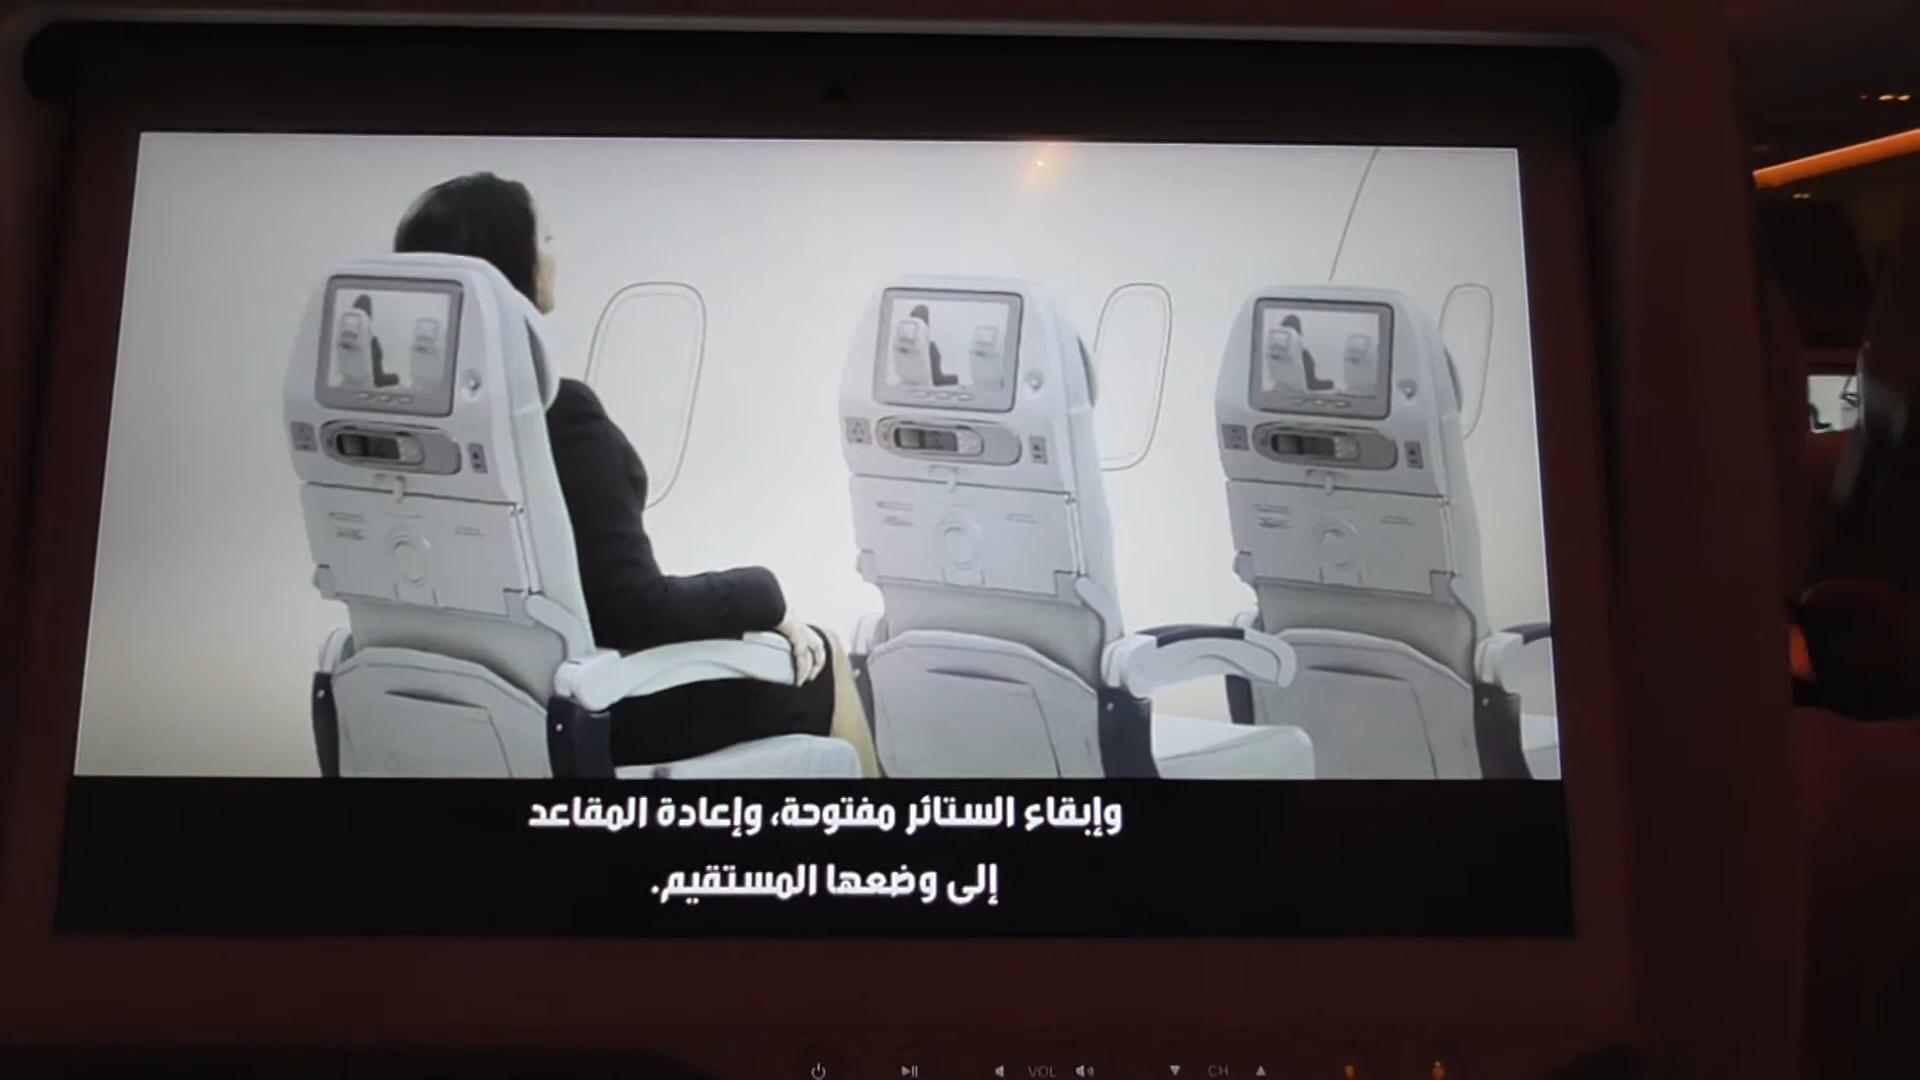 وإبقاء الستائر مفتوحة، وإعادة المقاعد
إلى وضعها المستقيم.
VOL
CH